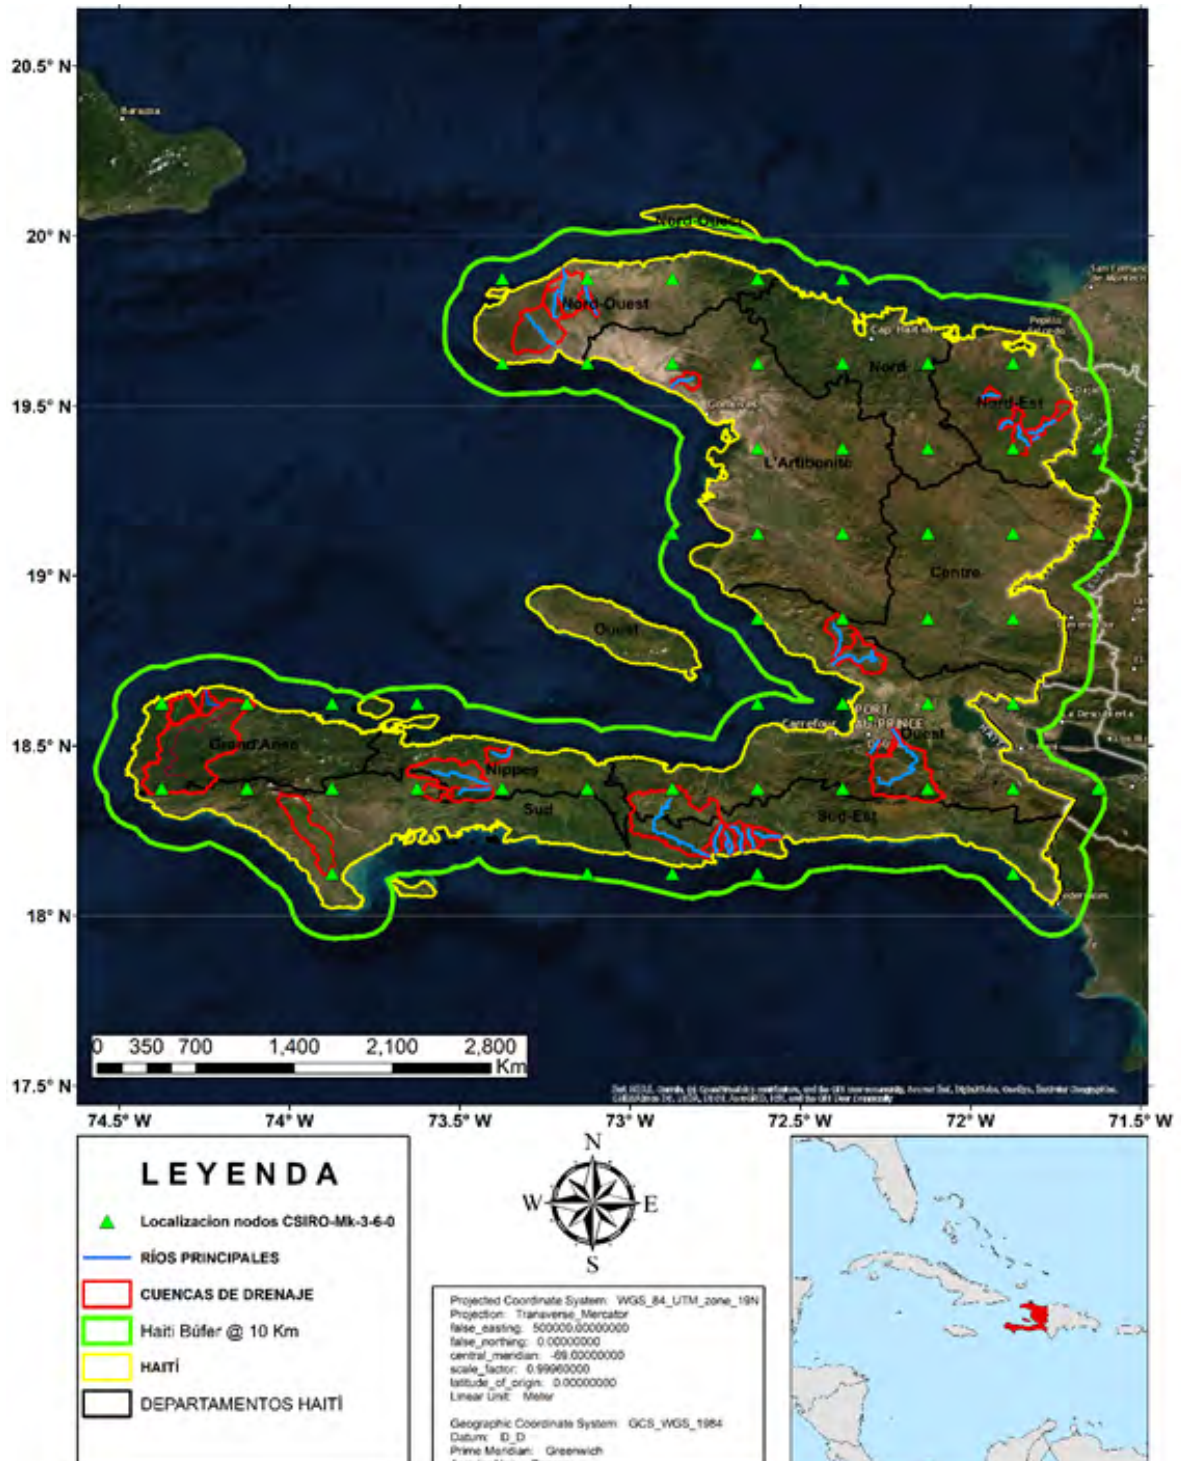 20.5° N
Baracoa
Nord-Ouest
20° N
Nord-Ouest
Nord
19.5° N
Nord-Est
L'Artibonite
DAJABON
19° N
Centre
Ouest
PORT
PRINCE
Carrefour
Ouest
18.5° N
Grand'Anse
Nippes
Sud
Sud-Est
18° N
0 350 700 1,400 2,100 2,800
Km
17.5° N
74.5° W 74° W 73.5° W 73° W 72.5° W 72° W 71.5° W
LEYENDA
Localizacion nodos CSIRO-Mk-3-6-0
RÍOS PRINCIPALES
CUENCAS DE DRENAJE
Haiti Búfer @ 10 Km
HAITÍ
DEPARTAMENTOS HAITÍ
N
W E
S
Projected Coordinate System: WGS_84_UTM_zone_19N
Projection: Transverse_Mercator
false_easting: 500000.00000000
false_northing: 0.00000000
central_meridian: -69.00000000
scale_factor: 0.99960000
latitude_of_origin: 0.00000000
Linear Unit: Meter
Geographic Coordinate System: GCS_WGS_1984
Datum: D_D
Prime Meridian: Greenwich